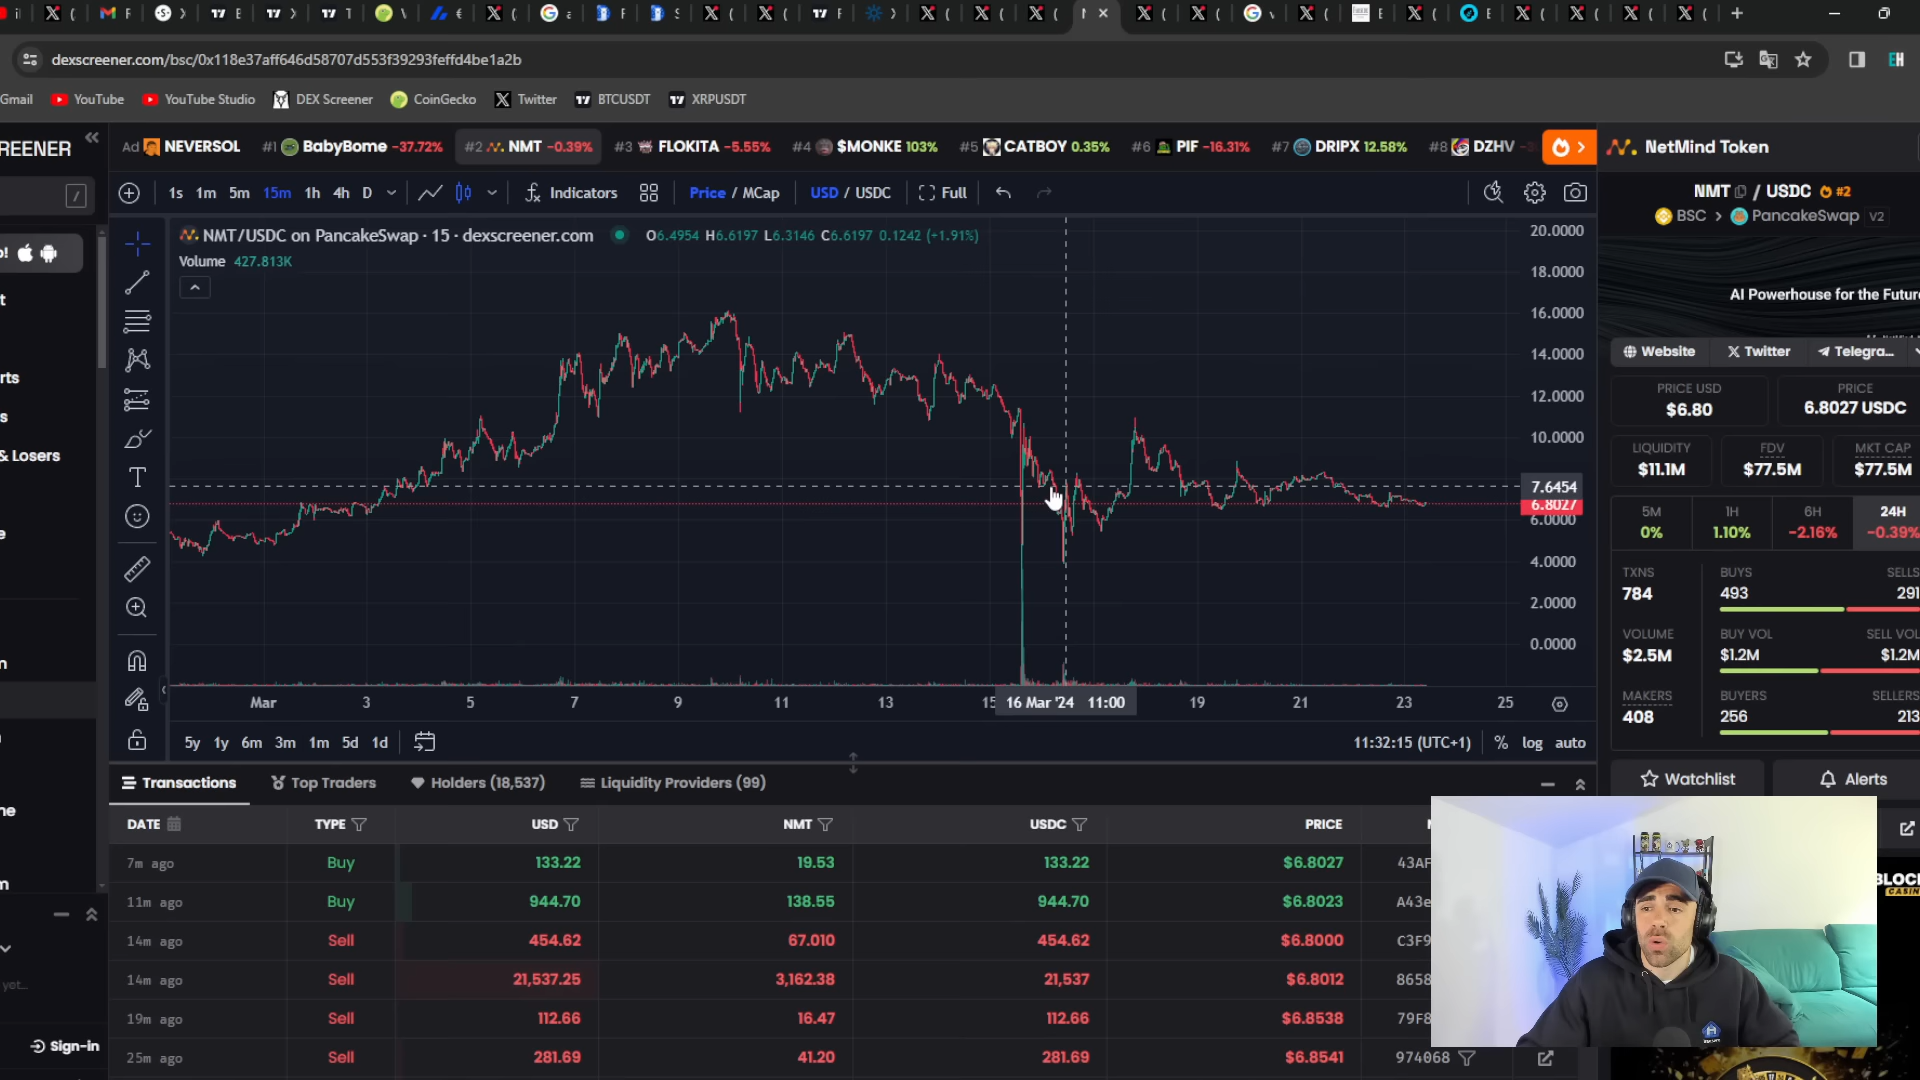 dexscreener.com/bsc/0x118e37aff646d58707d553f39293feffd4be1a2b
Gmail YouTube YouTube Studio DEX Screener CoinGecko Twitter BTCUSDT XRPUSDT
REENER Ad NEVERSOL #1 BabyBome -37.72% #2 NMT -0.39% #3 FLOKITA -5.55% #4 $MONKE 103% #5 CATBOY 0.35% #6 PIF -16.31% #7 DRIPX 12.58% #8 DZHV
NetMind Token
/ 1s 1m 5m 15m 1h 4h D Indicators Price / MCap USD / USDC Full
NMT / USDC #2
BSC > PancakeSwap V2
NMT/USDC on PancakeSwap · 15 · dexscreener.com O6.4954 H6.6197 L6.3146 C6.6197 0.1242 (+1.91%)
Volume 427.813K
20.0000
18.0000
16.0000
14.0000
12.0000
10.0000
7.6454
6.8027
6.0000
4.0000
2.0000
0.0000
Mar 3 5 7 9 11 13 15 16 Mar '24 11:00 19 21 23 25
5y 1y 6m 3m 1m 5d 1d 11:32:15 (UTC+1) % log auto
rts
& Losers
Sign-in
AI Powerhouse for the Future
Website Twitter Telegra...
PRICE USD PRICE
$6.80 6.8027 USDC
LIQUIDITY FDV MKT CAP
$11.1M $77.5M $77.5M
5M 1H 6H 24H
0% 1.10% -2.16% -0.39%
TXNS BUYS SELLS
784 493 291
VOLUME BUY VOL SELL VOL
$2.5M $1.2M $1.2M
MAKERS BUYERS SELLERS
408 256 213
Watchlist Alerts
Transactions Top Traders Holders (18,537) Liquidity Providers (99)
DATE TYPE USD NMT USDC PRICE
7m ago Buy 133.22 19.53 133.22 $6.8027 43AF
11m ago Buy 944.70 138.55 944.70 $6.8023 A43e
14m ago Sell 454.62 67.010 454.62 $6.8000 C3F9
14m ago Sell 21,537.25 3,162.38 21,537 $6.8012 8658
19m ago Sell 112.66 16.47 112.66 $6.8538 79F8
25m ago Sell 281.69 41.20 281.69 $6.8541 974068
BLOCK
CASINO